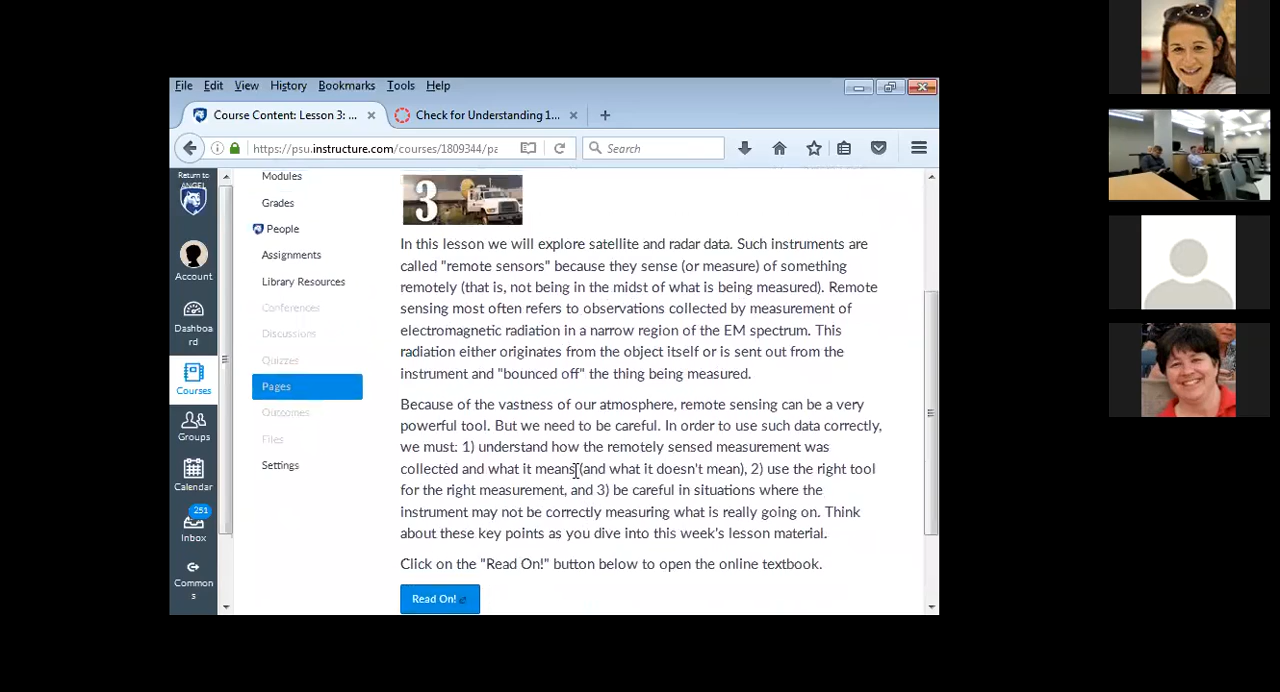 File Edit View History Bookmarks Tools Help
Course Content: Lesson 3: ...
Check for Understanding 1...
https://psu.instructure.com/courses/1809344/pa
Search
Return to
ANGEL
Account
Dashboa
rd
Courses
Groups
Calendar
251
Inbox
Common
s
Modules
Grades
People
Assignments
Library Resources
Conferences
Discussions
Quizzes
Pages
Outcomes
Files
Settings
3
In this lesson we will explore satellite and radar data. Such instruments are
called "remote sensors" because they sense (or measure) of something
remotely (that is, not being in the midst of what is being measured). Remote
sensing most often refers to observations collected by measurement of
electromagnetic radiation in a narrow region of the EM spectrum. This
radiation either originates from the object itself or is sent out from the
instrument and "bounced off" the thing being measured.
Because of the vastness of our atmosphere, remote sensing can be a very
powerful tool. But we need to be careful. In order to use such data correctly,
we must: 1) understand how the remotely sensed measurement was
collected and what it means (and what it doesn't mean), 2) use the right tool
for the right measurement, and 3) be careful in situations where the
instrument may not be correctly measuring what is really going on. Think
about these key points as you dive into this week's lesson material.
Click on the "Read On!" button below to open the online textbook.
Read On!